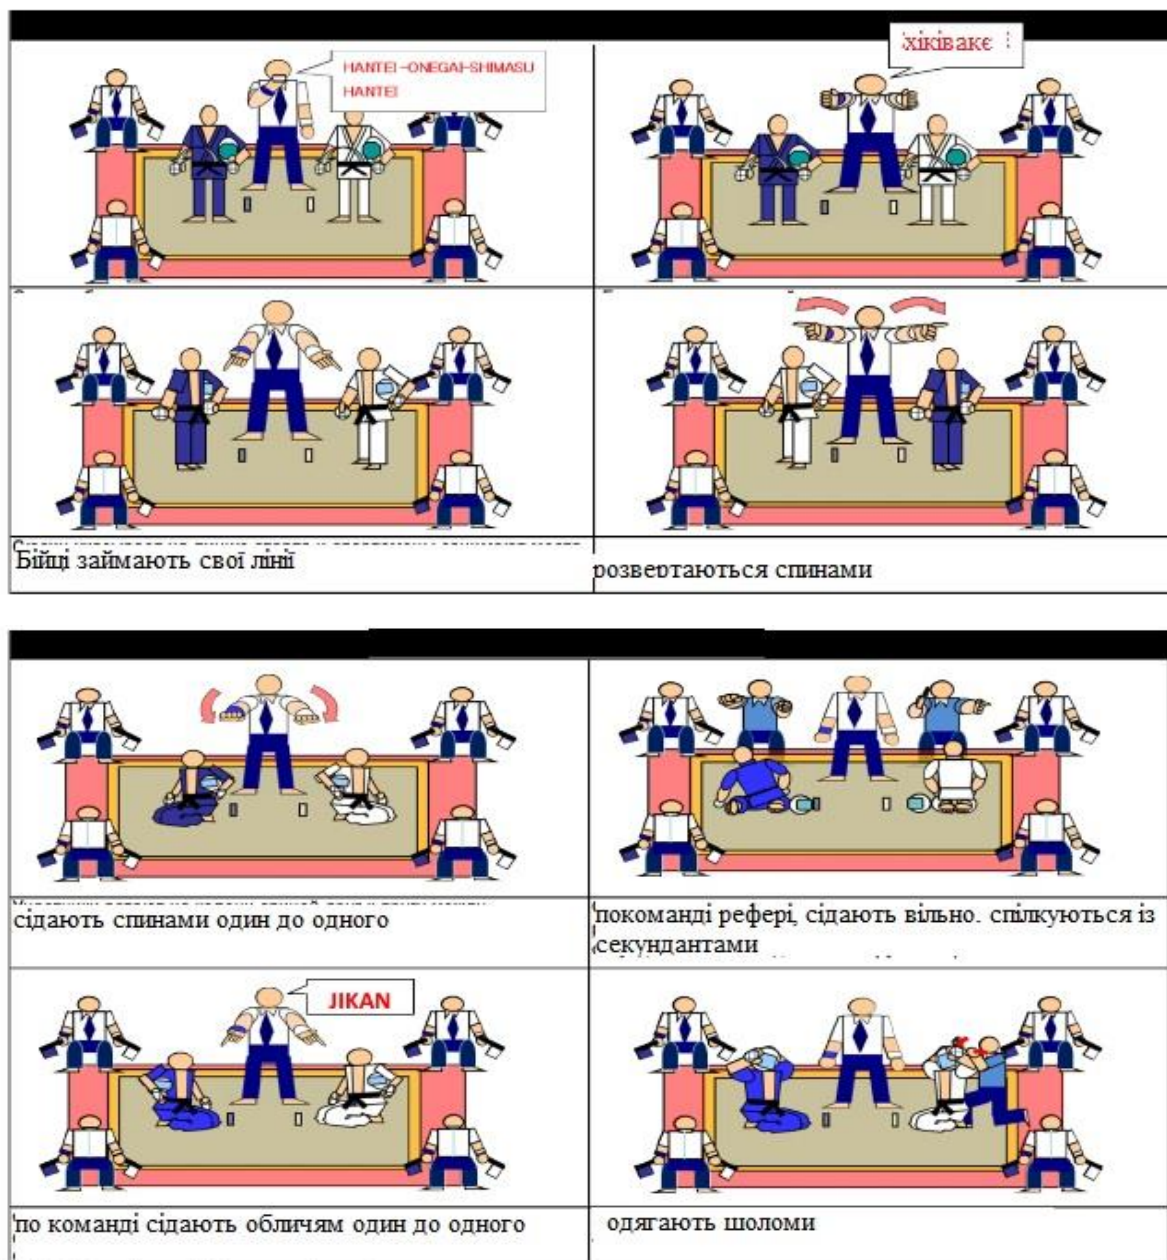 хіківакє !
HANTEI-ONEGAI-SHIMASU
HANTEI
Бійці займають свої лінії
розвертаються спинами
сідають спинами один до одного
покоманді рефері, сідають вільно. спілкуються із
секундантами
JIKAN
по команді сідають обличям один до одного
одягають шоломи